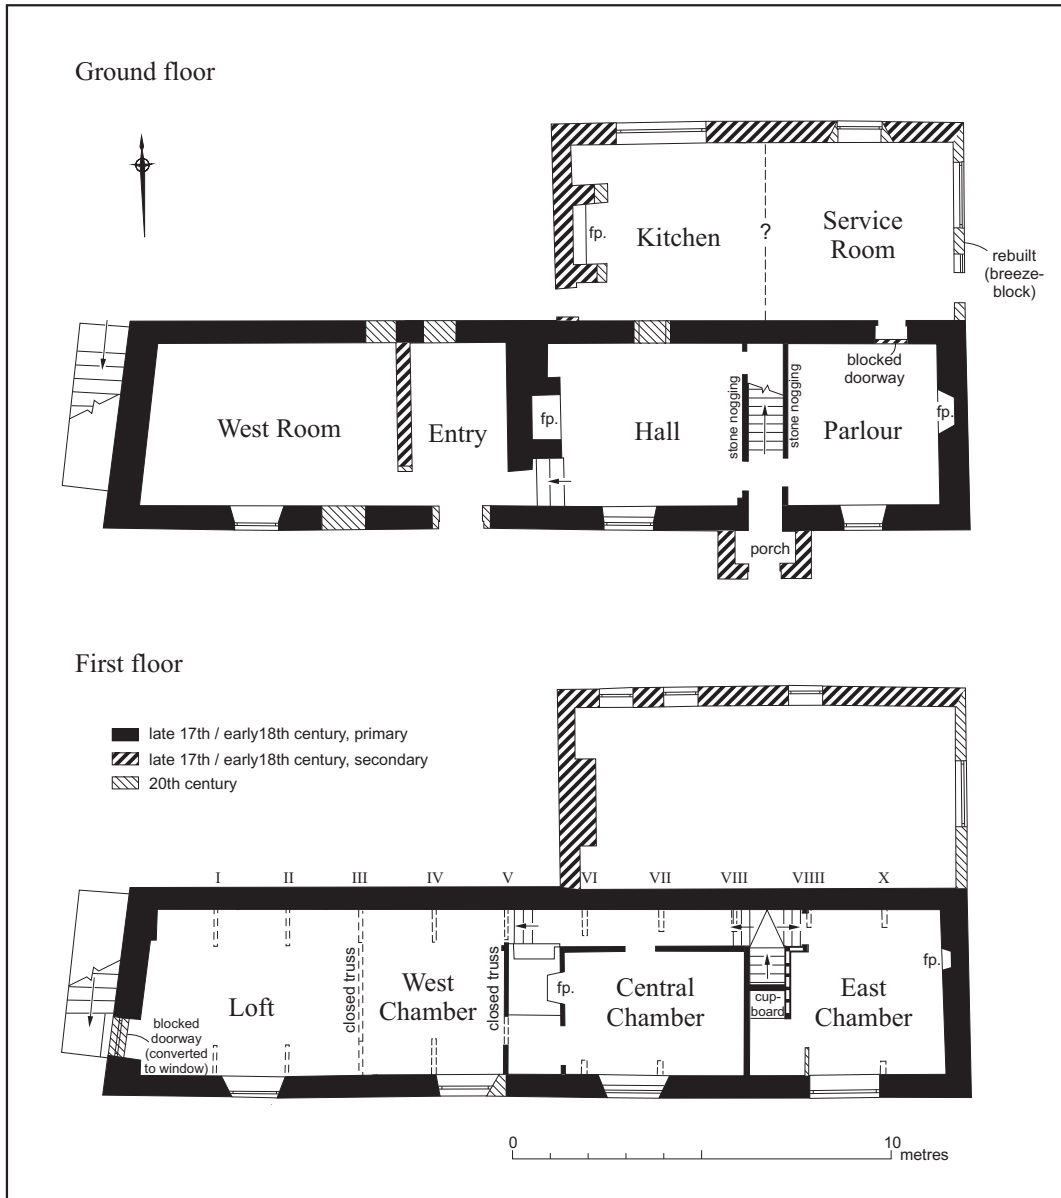 Ground floor
fp.
Kitchen
?
Service
Room
rebuilt
(breeze-
block)
blocked
doorway
West Room
Entry
fp.
Hall
stone nogging
stone nogging
Parlour
fp.
porch
First floor
late 17th / early18th century, primary
late 17th / early18th century, secondary
20th century
I
II
III
IV
V
VI
VII
VIII
VIIII
X
Loft
closed truss
West
Chamber
closed truss
fp.
Central
Chamber
cup-
board
East
Chamber
fp.
blocked
doorway
(converted
to window)
0
10
metres